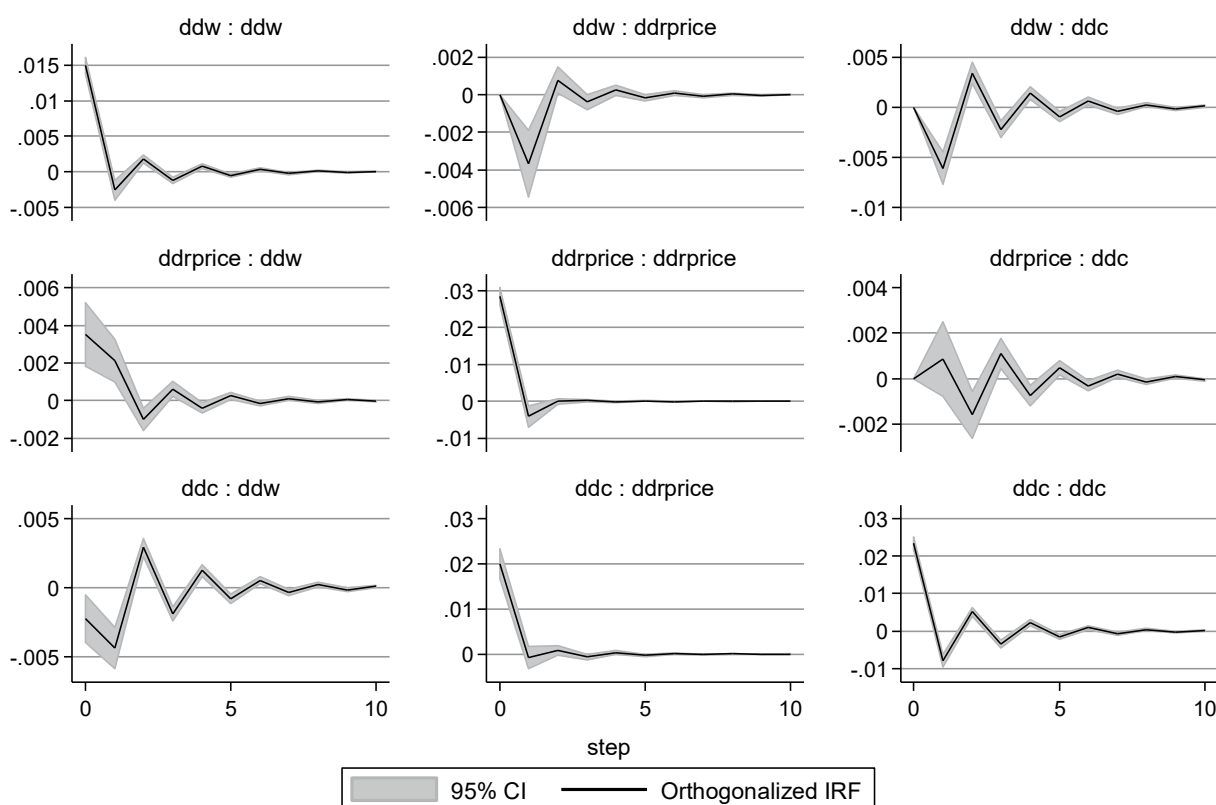 ddw : ddw
ddw : ddrprice
ddw : ddc
.015
.01
.005
0
-.005
.002
0
-.002
-.004
-.006
.005
0
-.005
-.01
ddrprice : ddw
ddrprice : ddrprice
ddrprice : ddc
.006
.004
.002
0
-.002
.03
.02
.01
0
-.01
.004
.002
0
-.002
ddc : ddw
ddc : ddrprice
ddc : ddc
.005
0
-.005
.03
.02
.01
0
.03
.02
.01
0
-.01
0 5 10
0 5 10
0 5 10
step
95% CI
Orthogonalized IRF